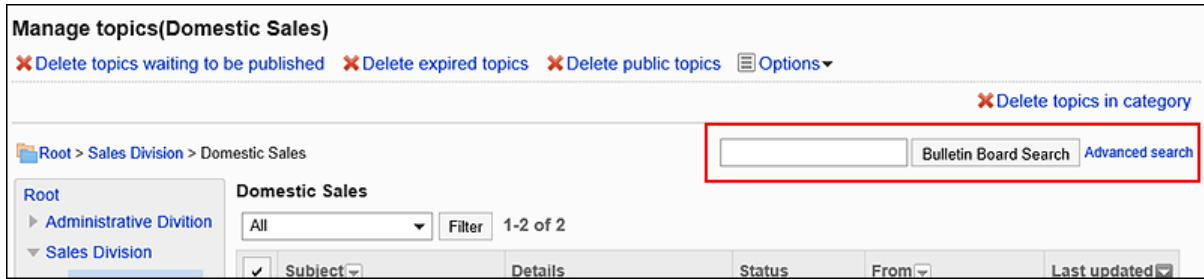 Manage topics(Domestic Sales)
Delete topics waiting to be published Delete expired topics Delete public topics Options
Delete topics in category
Root > Sales Division > Domestic Sales Bulletin Board Search Advanced search
Root Domestic Sales
Administrative Divition All Filter 1-2 of 2
Sales Division
Subject Details Status From Last updated